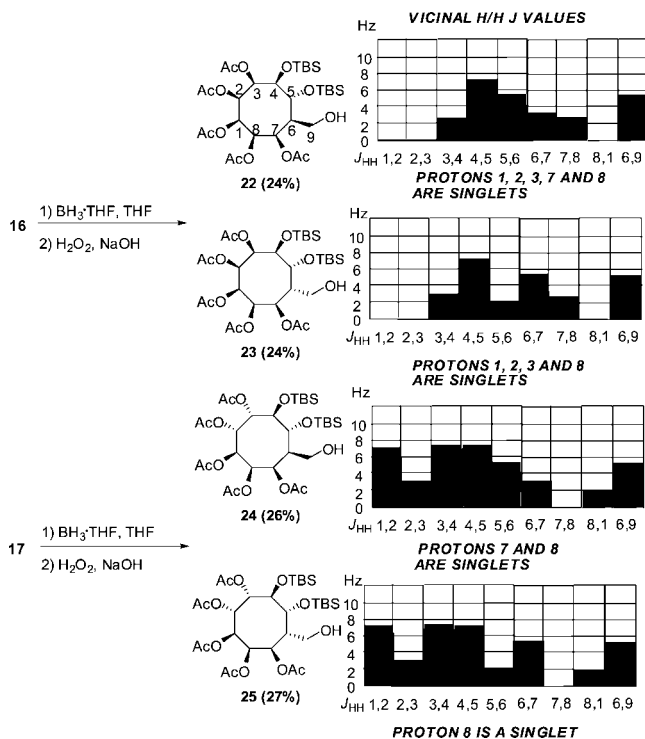 VICINAL H/H J VALUES
Hz
10
8
6
4
2
0
JHH 1,2 2,3 3,4 4,5 5,6 6,7 7,8 8,1 6,9
PROTONS 1, 2, 3, 7 AND 8
ARE SINGLETS
AcO OTBS
AcO 2 3 4 5 OTBS
OH
AcO 1 8 7 6 9
AcO OAc
22 (24%)
16
1) BH3·THF, THF
2) H2O2, NaOH
Hz
10
8
6
4
2
0
JHH 1,2 2,3 3,4 4,5 5,6 6,7 7,8 8,1 6,9
PROTONS 1, 2, 3 AND 8
ARE SINGLETS
AcO OTBS
AcO OTBS
OH
AcO
AcO OAc
23 (24%)
Hz
10
8
6
4
2
0
JHH 1,2 2,3 3,4 4,5 5,6 6,7 7,8 8,1 6,9
PROTONS 7 AND 8
ARE SINGLETS
AcO OTBS
AcO OTBS
OH
AcO
AcO OAc
24 (26%)
17
1) BH3·THF, THF
2) H2O2, NaOH
Hz
10
8
6
4
2
0
JHH 1,2 2,3 3,4 4,5 5,6 6,7 7,8 8,1 6,9
PROTON 8 IS A SINGLET
AcO OTBS
AcO OTBS
OH
AcO
AcO OAc
25 (27%)